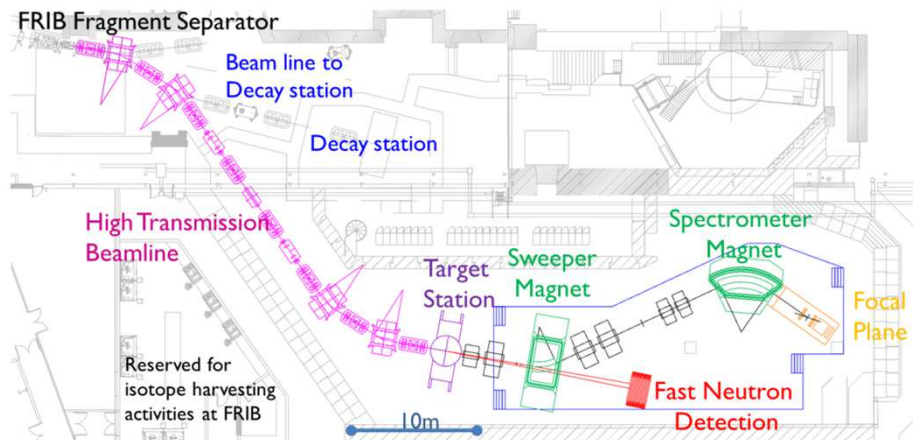 FRIB Fragment Separator
Beam line to
Decay station
Decay station
High Transmission
Beamline
Target
Station
Sweeper
Magnet
Spectrometer
Magnet
Focal
Plane
Reserved for
isotope harvesting
activities at FRIB
Fast Neutron
Detection
10m